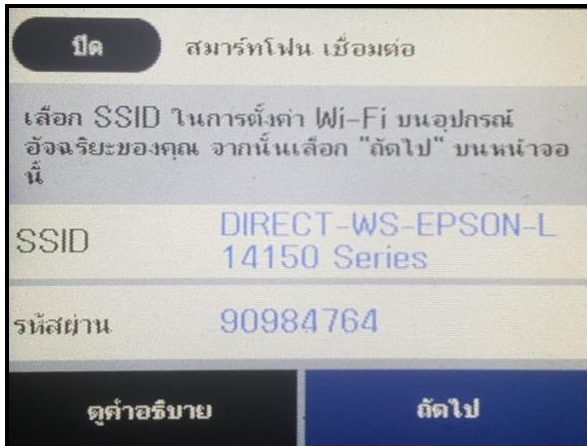 ปิด สมาร์ทโฟน เชื่อมต่อ
เลือก SSID ในการตั้งค่า Wi-Fi บนอุปกรณ์
อัจฉริยะของคุณ จากนั้นเลือก "ถัดไป" บนหน้าจอ
นี้
SSID DIRECT-WS-EPSON-L
14150 Series
รหัสผ่าน 90984764
ดูคำอธิบาย ถัดไป